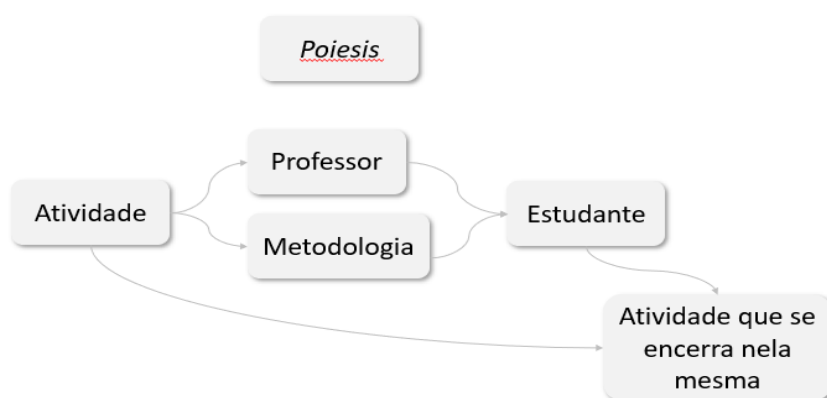 Poiesis
Professor
Atividade
Estudante
Metodologia
Atividade que se
encerra nela
mesma